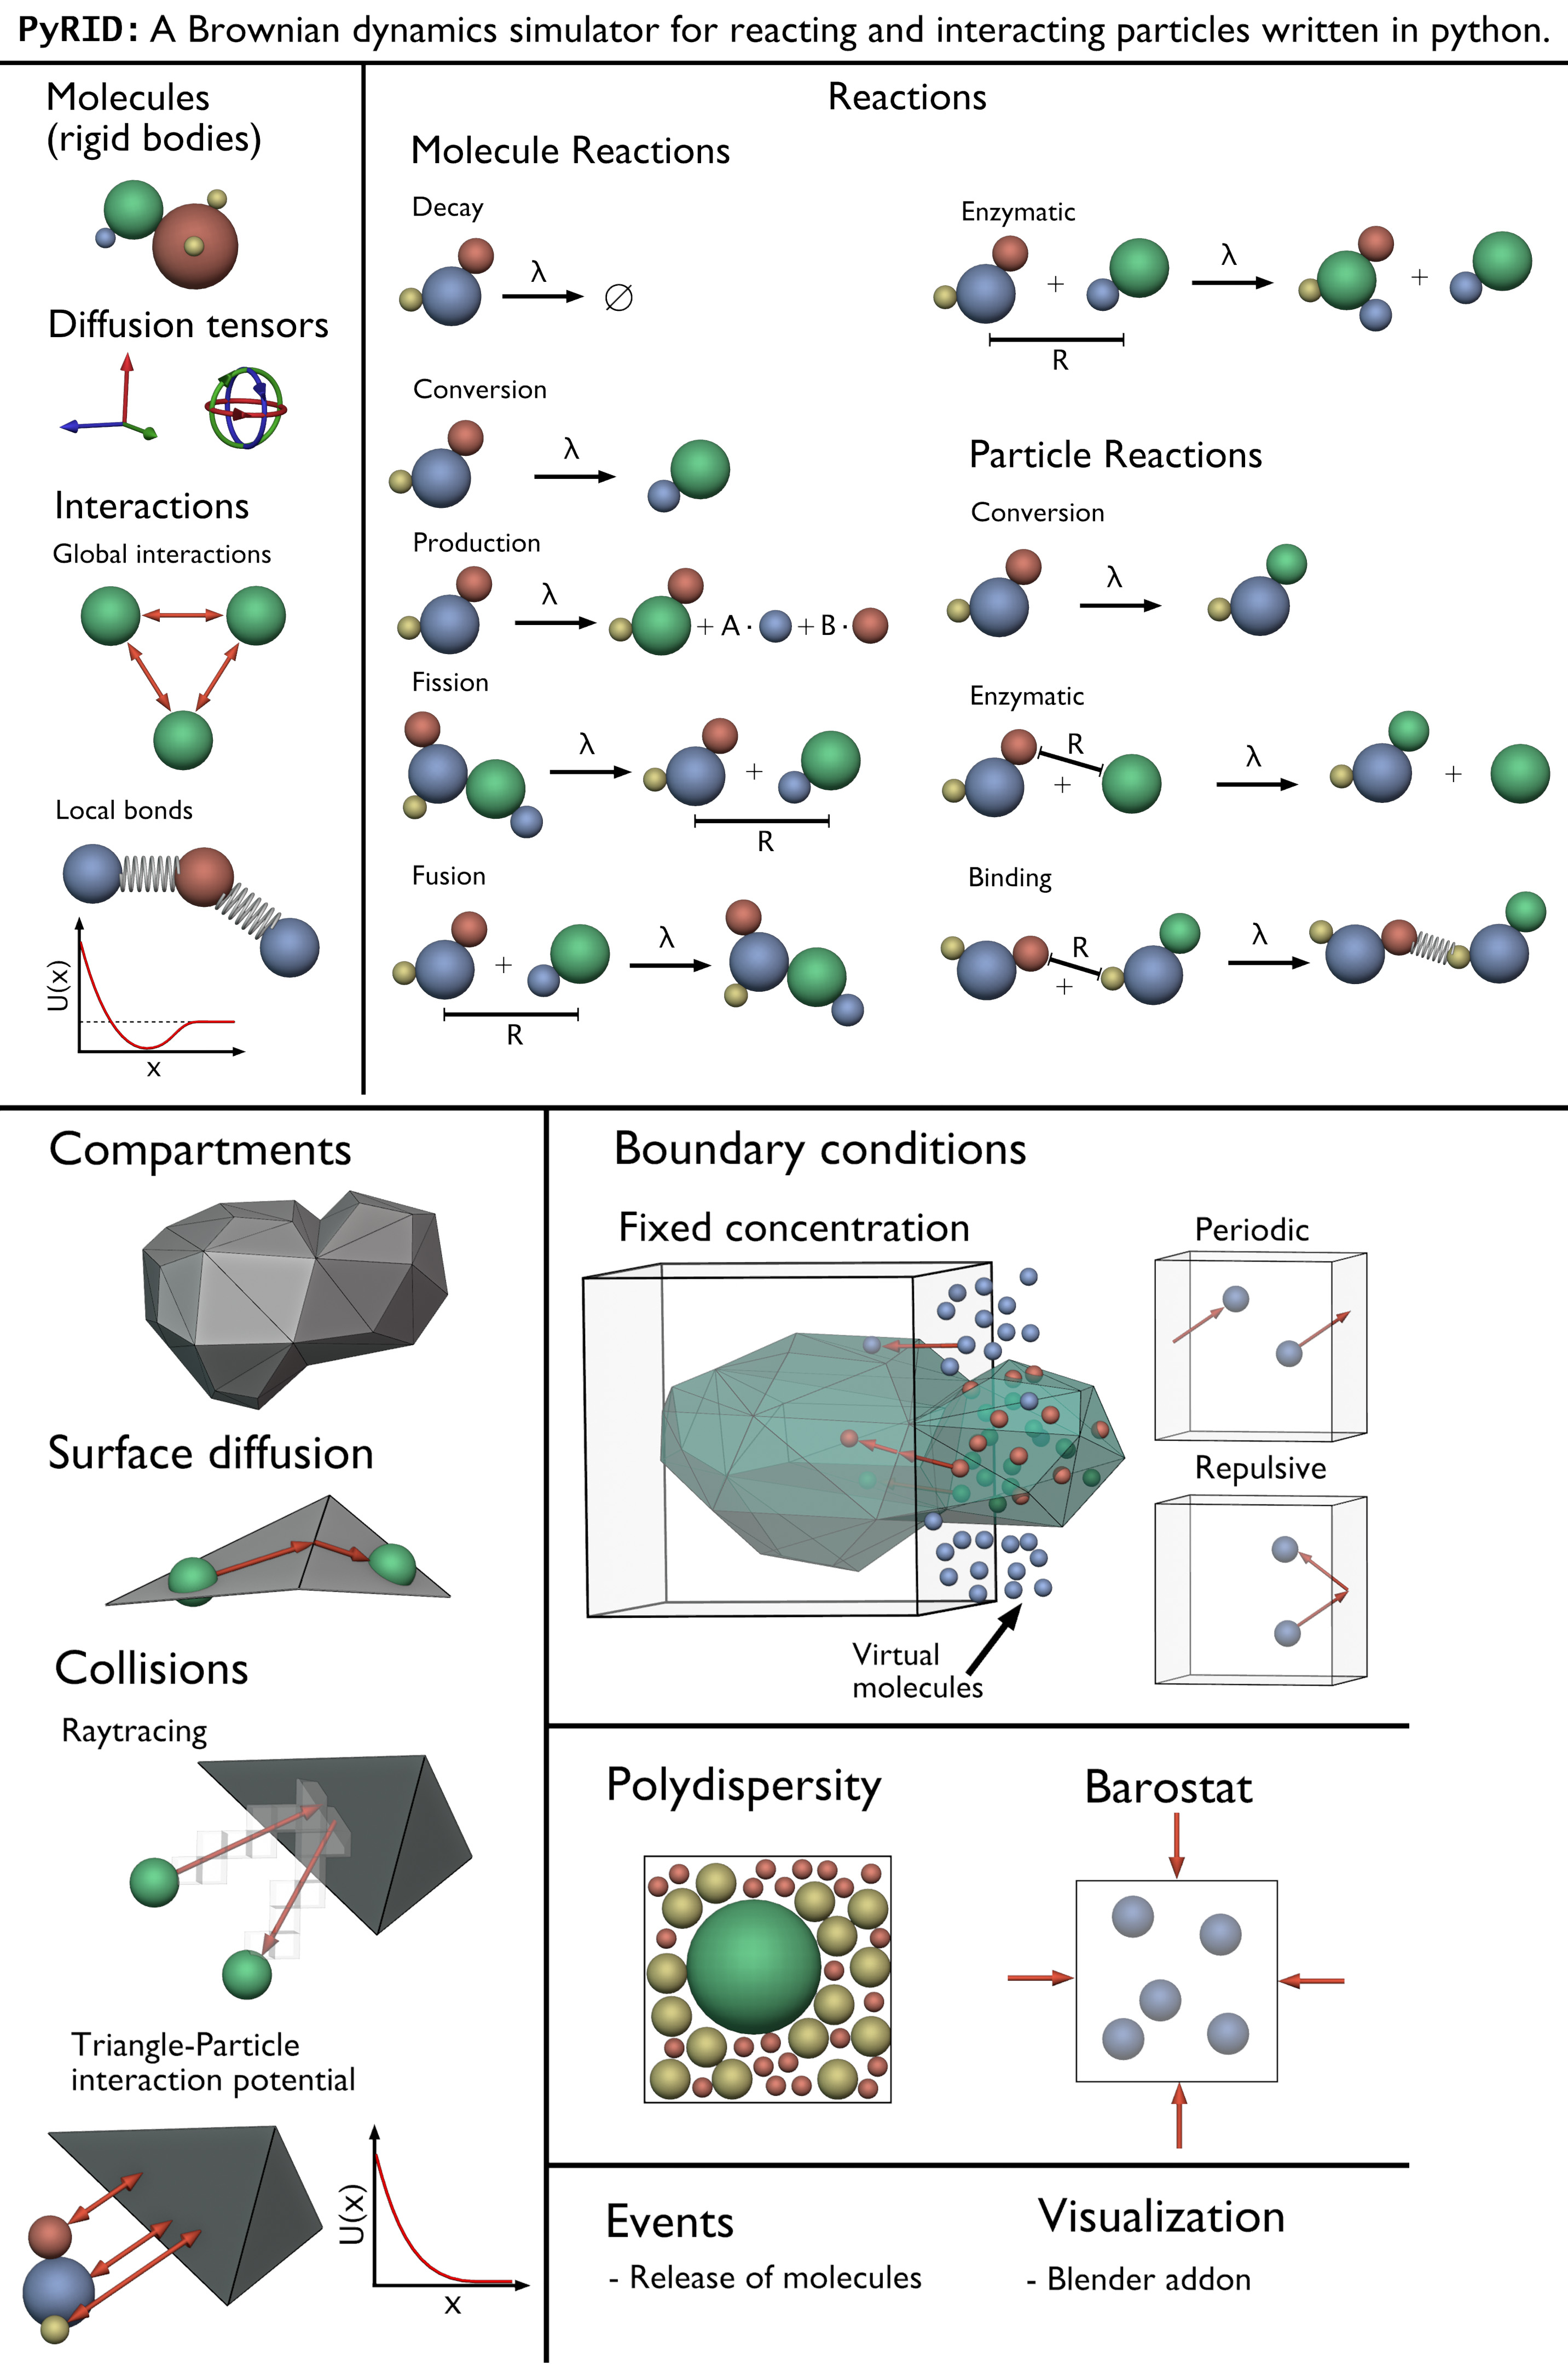 PyRID: A Brownian dynamics simulator for reacting and interacting particles written in python.
Molecules
(rigid bodies)
Diffusion tensors
Interactions
Global interactions
Local bonds
U(x)
x
Reactions
Molecule Reactions
Decay
λ
∅
Conversion
λ
Production
λ
+ A · + B ·
Fission
λ
+
R
Fusion
+
λ
R
Enzymatic
+
λ
+
R
Particle Reactions
Conversion
λ
Enzymatic
R
+
λ
+
Binding
R
+
λ
Compartments
Surface diffusion
Collisions
Raytracing
Triangle-Particle
interaction potential
U(x)
x
Boundary conditions
Fixed concentration
Virtual
molecules
Periodic
Repulsive
Polydispersity
Barostat
Events
- Release of molecules
Visualization
- Blender addon